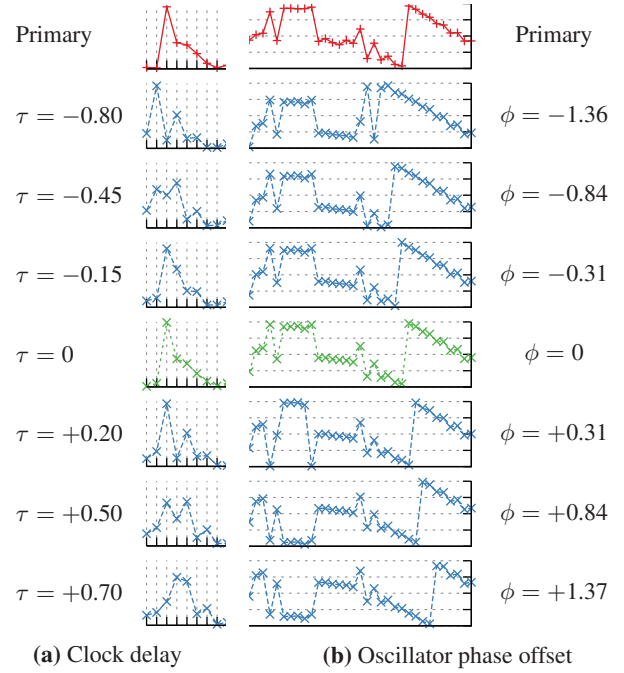 Primary Primary
τ = −0.80 ϕ = −1.36
τ = −0.45 ϕ = −0.84
τ = −0.15 ϕ = −0.31
τ = 0 ϕ = 0
τ = +0.20 ϕ = +0.31
τ = +0.50 ϕ = +0.84
τ = +0.70 ϕ = +1.37
(a) Clock delay (b) Oscillator phase offset